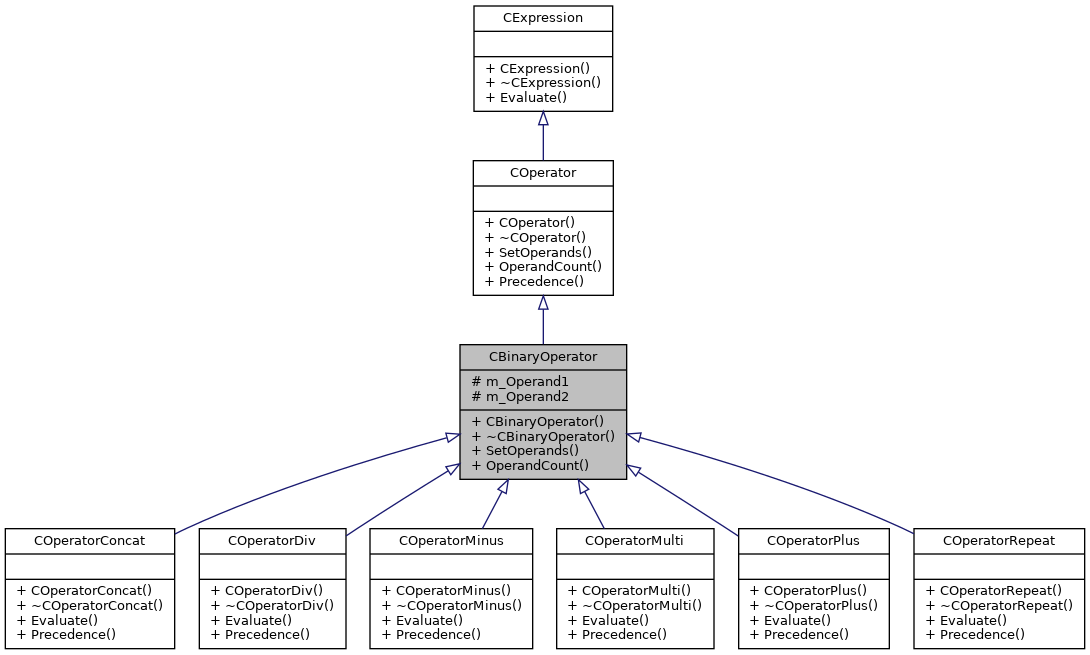 CExpression
+ CExpression()
+ ~CExpression()
+ Evaluate()
COperator
+ COperator()
+ ~COperator()
+ SetOperands()
+ OperandCount()
+ Precedence()
CBinaryOperator
# m_Operand1
# m_Operand2
+ CBinaryOperator()
+ ~CBinaryOperator()
+ SetOperands()
+ OperandCount()
COperatorConcat
+ COperatorConcat()
+ ~COperatorConcat()
+ Evaluate()
+ Precedence()
COperatorDiv
+ COperatorDiv()
+ ~COperatorDiv()
+ Evaluate()
+ Precedence()
COperatorMinus
+ COperatorMinus()
+ ~COperatorMinus()
+ Evaluate()
+ Precedence()
COperatorMulti
+ COperatorMulti()
+ ~COperatorMulti()
+ Evaluate()
+ Precedence()
COperatorPlus
+ COperatorPlus()
+ ~COperatorPlus()
+ Evaluate()
+ Precedence()
COperatorRepeat
+ COperatorRepeat()
+ ~COperatorRepeat()
+ Evaluate()
+ Precedence()